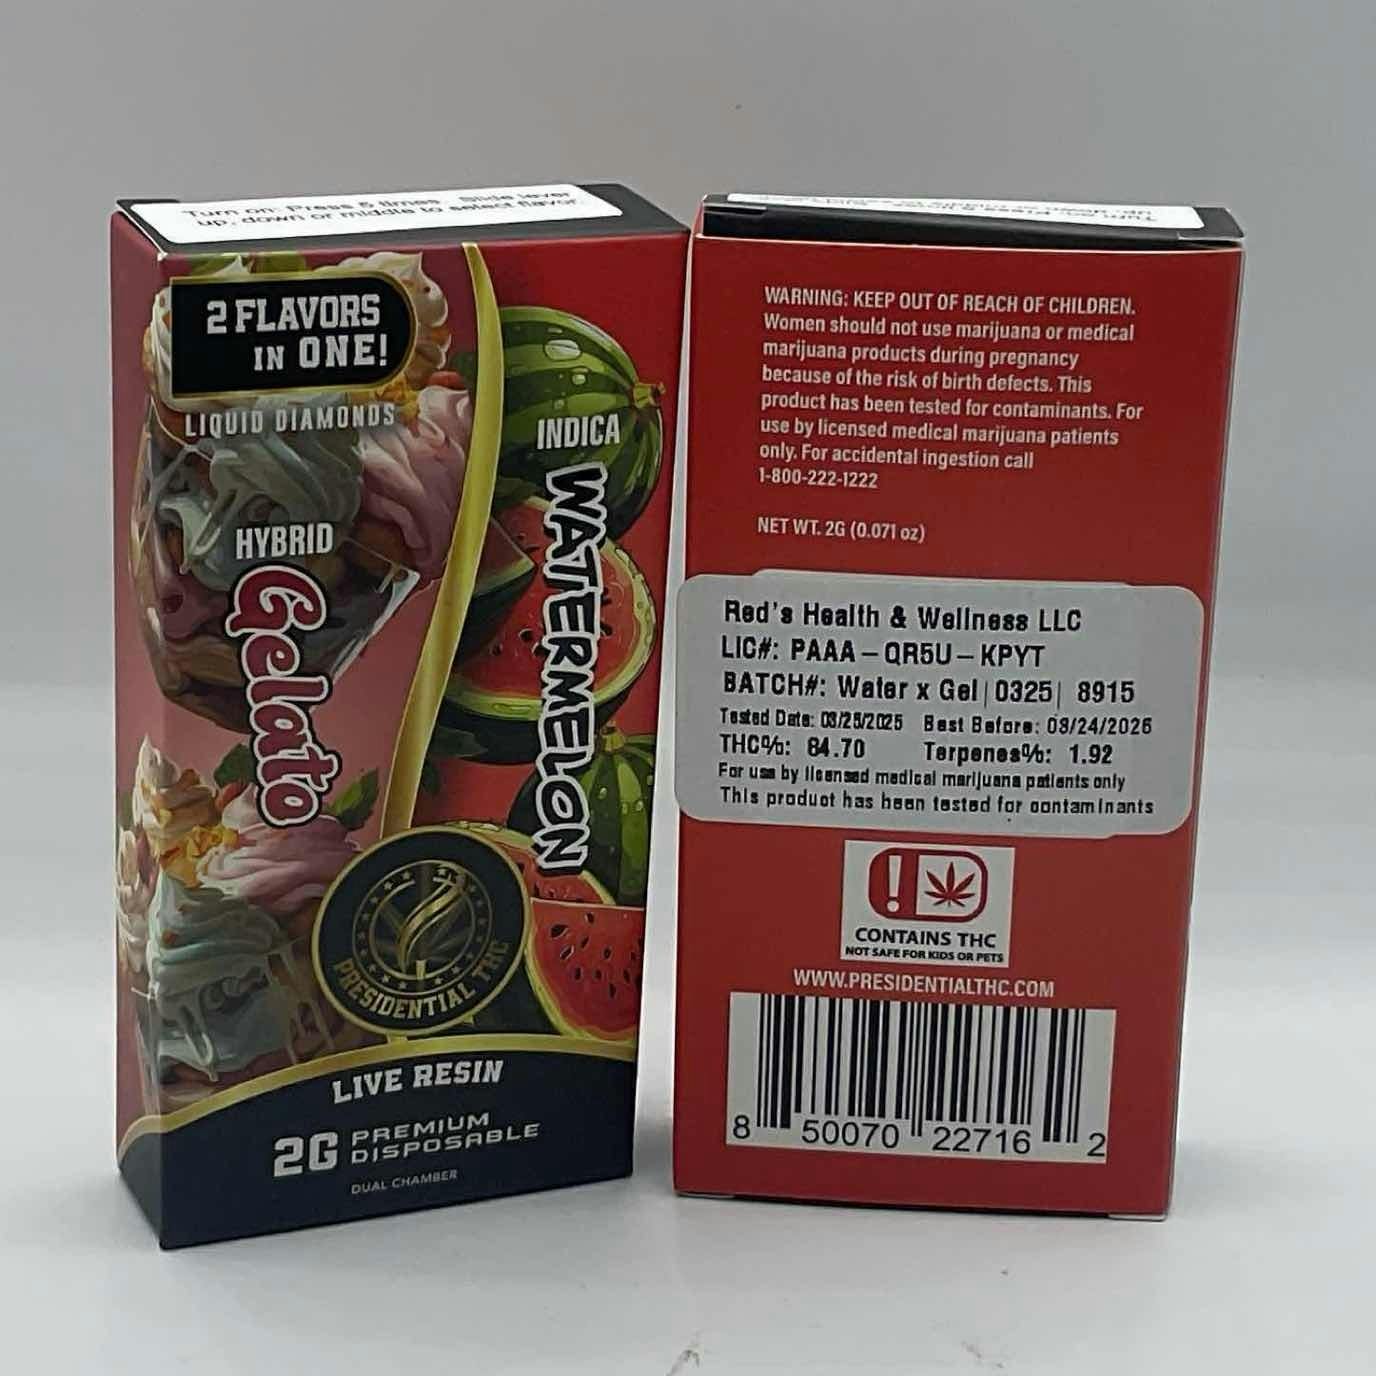 Turn on: Press 5 times. Slide lever
up, down or middle to select flavor.
2 FLAVORS
IN ONE!
LIQUID DIAMONDS
INDICA
WATERMELON
HYBRID
Gelato
PRESIDENTIAL THC
LIVE RESIN
2G PREMIUM
DISPOSABLE
DUAL CHAMBER
WARNING: KEEP OUT OF REACH OF CHILDREN.
Women should not use marijuana or medical
marijuana products during pregnancy
because of the risk of birth defects. This
product has been tested for contaminants. For
use by licensed medical marijuana patients
only. For accidental ingestion call
1-800-222-1222
NET WT. 2G (0.071 oz)
Red's Health & Wellness LLC
LIC#: PAAA-QR5U-KPYT
BATCH#: Water x Gel | 0325 | 8915
Tested Date: 03/25/2025 Best Before: 03/24/2026
THC%: 84.70 Terpenes%: 1.92
For use by licensed medical marijuana patients only
This product has been tested for contaminants
CONTAINS THC
NOT SAFE FOR KIDS OR PETS
WWW.PRESIDENTIALTHC.COM
8 50070 22716 2